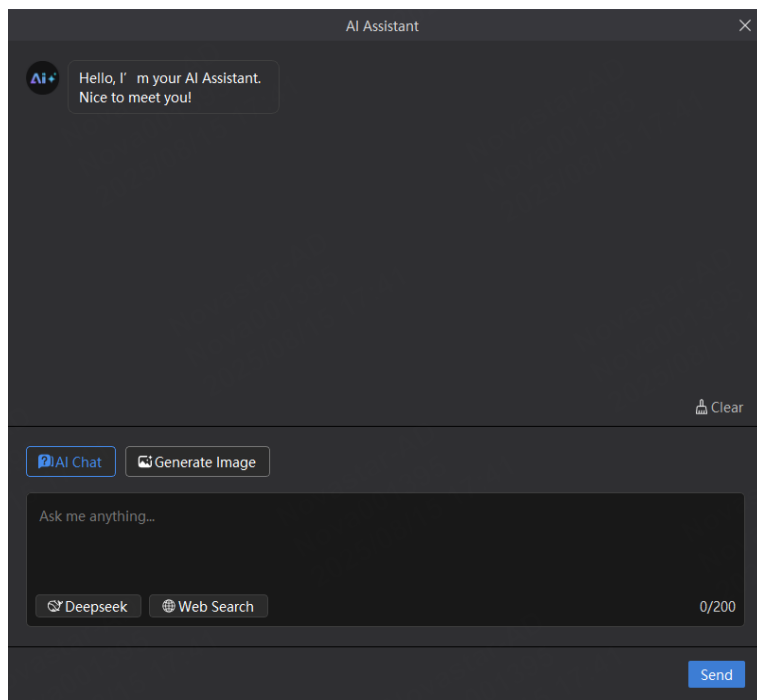 AI Assistant
Ai
Hello, I’ m your AI Assistant.
Nice to meet you!
Clear
AI Chat
Generate Image
Ask me anything...
Deepseek
Web Search
0/200
Send